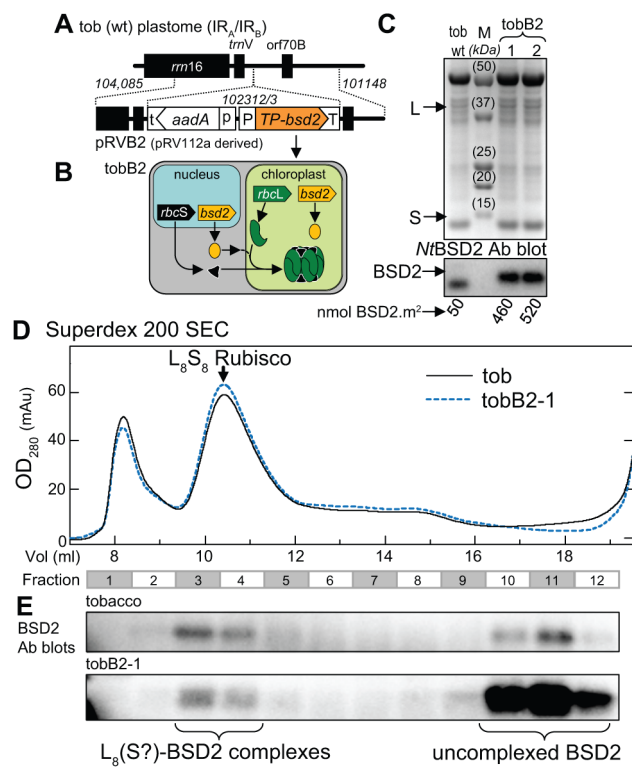 A tob (wt) plastome (IRA/IRB)
trnV orf70B
rrn16
104,085 101148
102312/3
t aadA p P TP-bsd2 T
pRVB2 (pRV112a derived)
B tobB2
nucleus chloroplast
rbcL bsd2
rbcS bsd2
C tob M tobB2
wt (kDa) 1 2
(50)
L (37)
(25)
(20)
(15)
S
NtBSD2 Ab blot
BSD2
nmol BSD2.m² 50 460 520
D Superdex 200 SEC
L8S8 Rubisco
tob
tobB2-1
OD280 (mAu)
60
40
20
0
Vol (ml) 8 10 12 14 16 18
Fraction 1 2 3 4 5 6 7 8 9 10 11 12
E tobacco
BSD2
Ab blots
tobB2-1
L8(S?)-BSD2 complexes uncomplexed BSD2